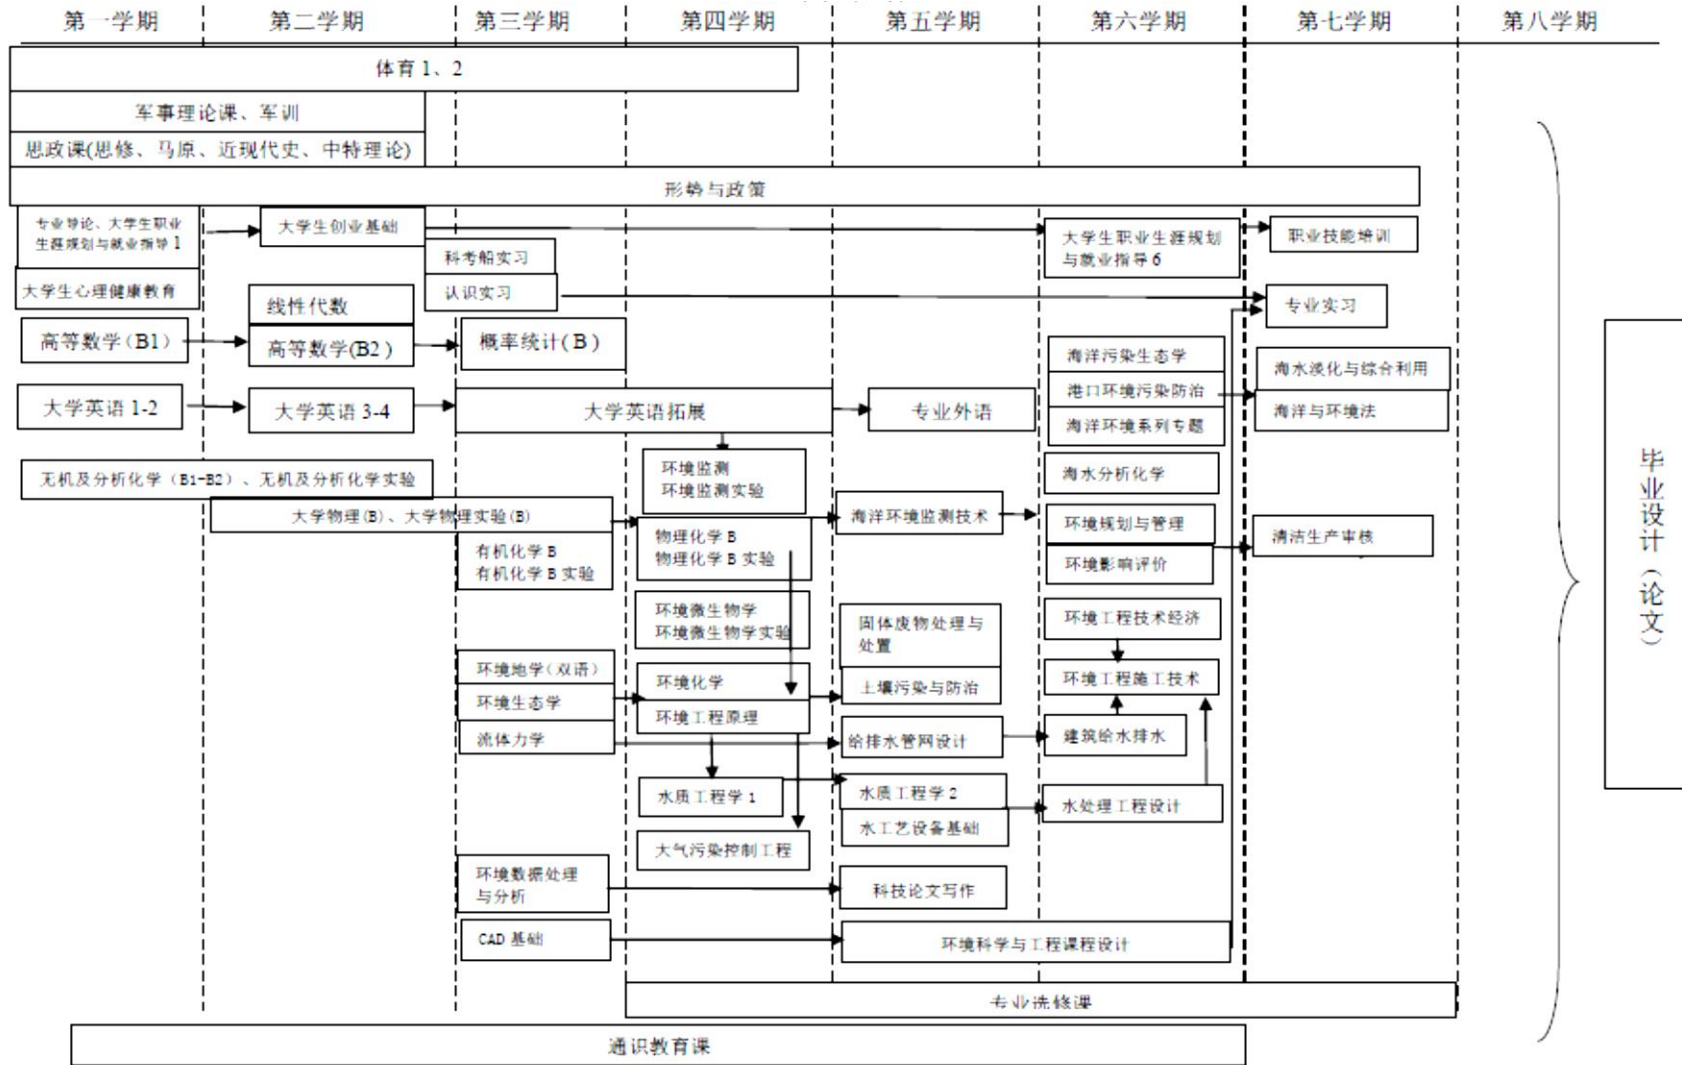 第一学期
第二学期
第三学期
第四学期
第五学期
第六学期
第七学期
第八学期
体育1、2
军事理论课、军训
思政课(思修、马原、近现代史、中特理论)
形势与政策
专业导论、大学生职业
生涯规划与就业指导1
大学生创业基础
大学生职业生涯规划
与就业指导6
职业技能培训
科考船实习
大学生心理健康教育
认识实习
专业实习
线性代数
高等数学（B1）
高等数学(B2）
概率统计( B )
海洋污染生态学
港口环境污染防治
海洋环境系列专题
海水淡化与综合利用
海洋与环境法
大学英语 1-2
大学英语 3-4
大学英语拓展
专业外语
环境监测
环境监测实验
海水分析化学
无机及分析化学（B1-B2）、无机及分析化学实验
大学物理(B)、大学物理实验(B)
海洋环境监测技术
环境规划与管理
环境影响评价
清洁生产审核
有机化学 B
有机化学 B 实验
物理化学 B
物理化学 B 实验
环境微生物学
环境微生物学实验
固体废物处理与
处置
环境工程技术经济
环境地学(双语)
环境生态学
流体力学
环境化学
环境工程原理
土壤污染与防治
给排水管网设计
环境工程施工技术
建筑给水排水
水质工程学 1
水质工程学 2
水工艺设备基础
水处理工程设计
大气污染控制工程
环境数据处理
与分析
科技论文写作
CAD 基础
环境科学与工程课程设计
专业选修课
通识教育课
毕业设计（论文）